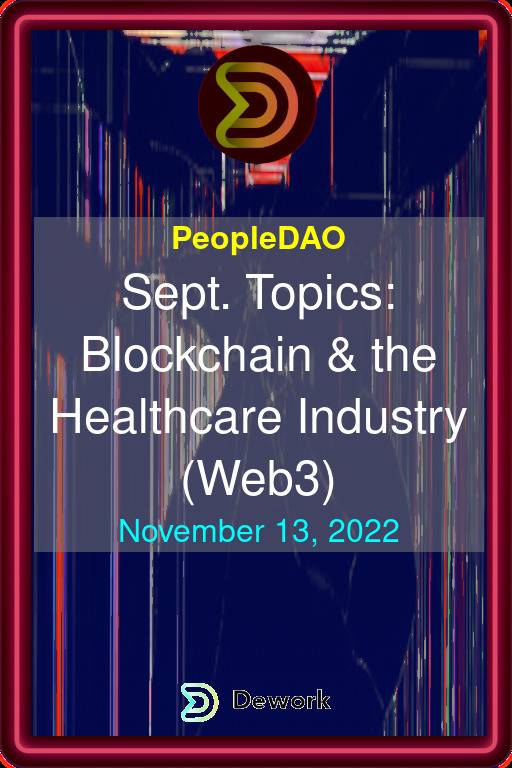 PeopleDAO
Sept. Topics:
Blockchain & the
Healthcare Industry
(Web3)
November 13, 2022
Dework